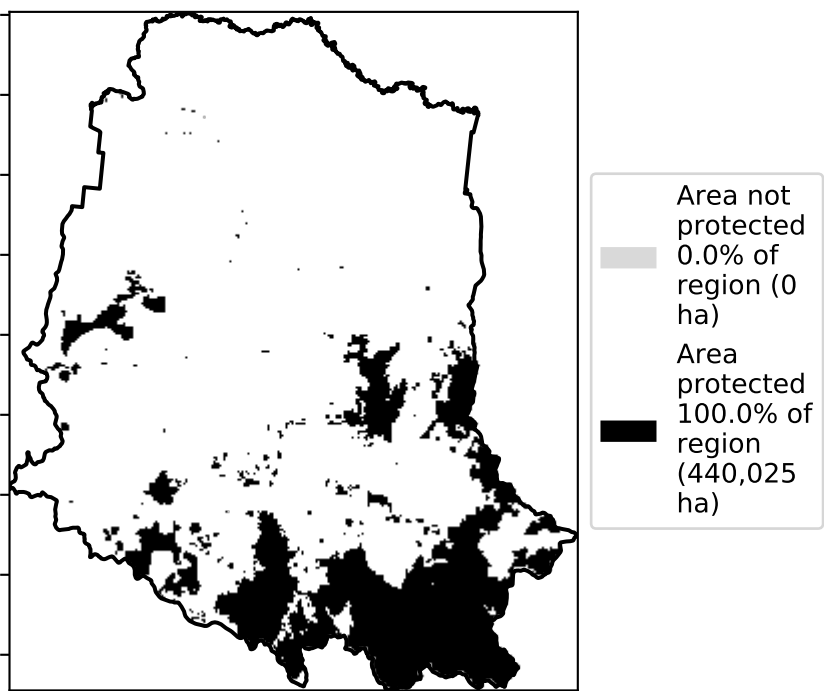 Area not
protected
0.0% of
region (0
ha)
Area
protected
100.0% of
region
(440,025
ha)